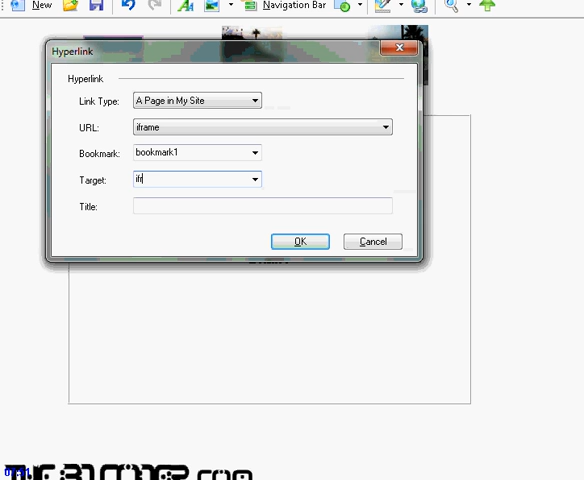 New
Navigation Bar
Hyperlink
Hyperlink
Link Type: A Page in My Site
URL: iframe
Bookmark: bookmark1
Target: ifr
Title:
OK Cancel